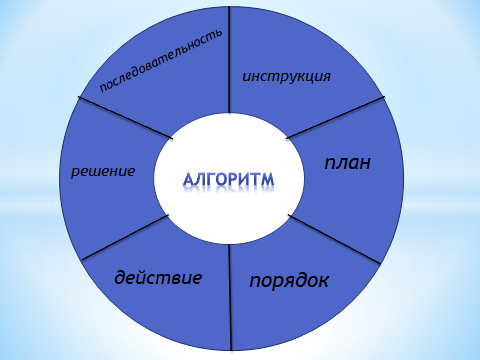 последовательность
инструкция
решение
план
АЛГОРИТМ
действие
порядок